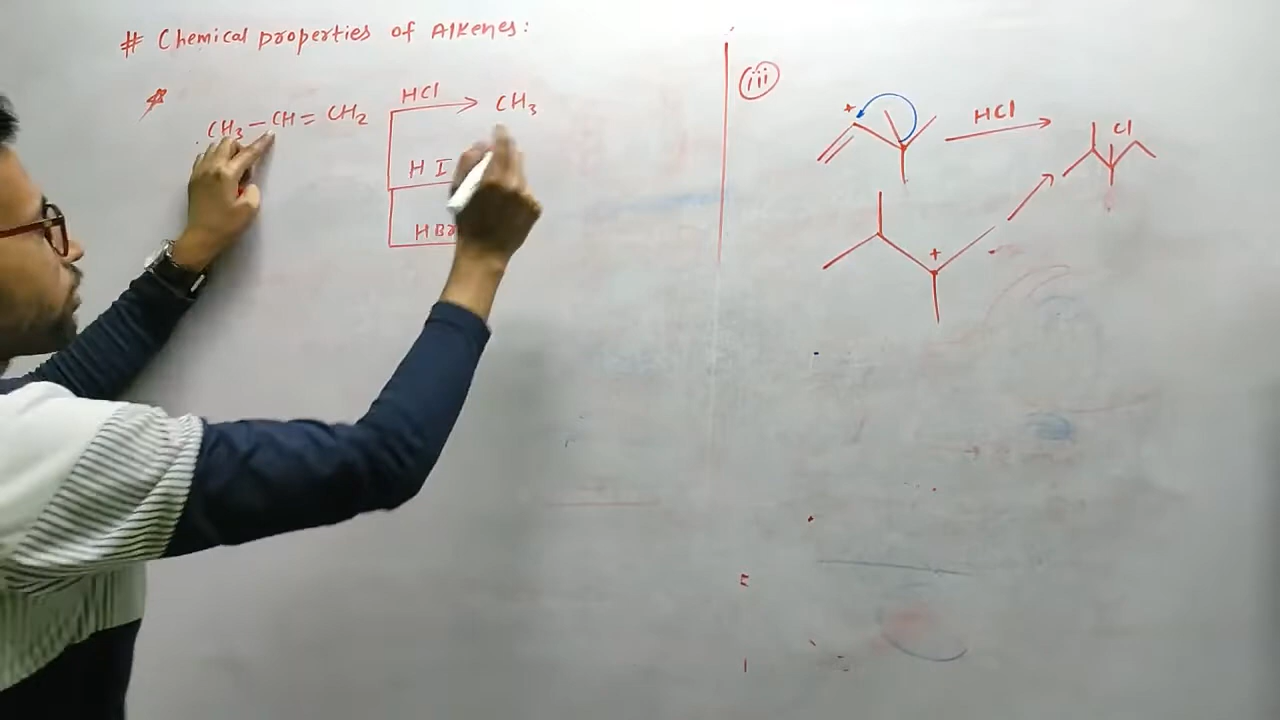 # Chemical properties of Alkenes:
CH3 – CH = CH2
HCl
CH3
H I
HBr
iii
+
HCl
Cl
+